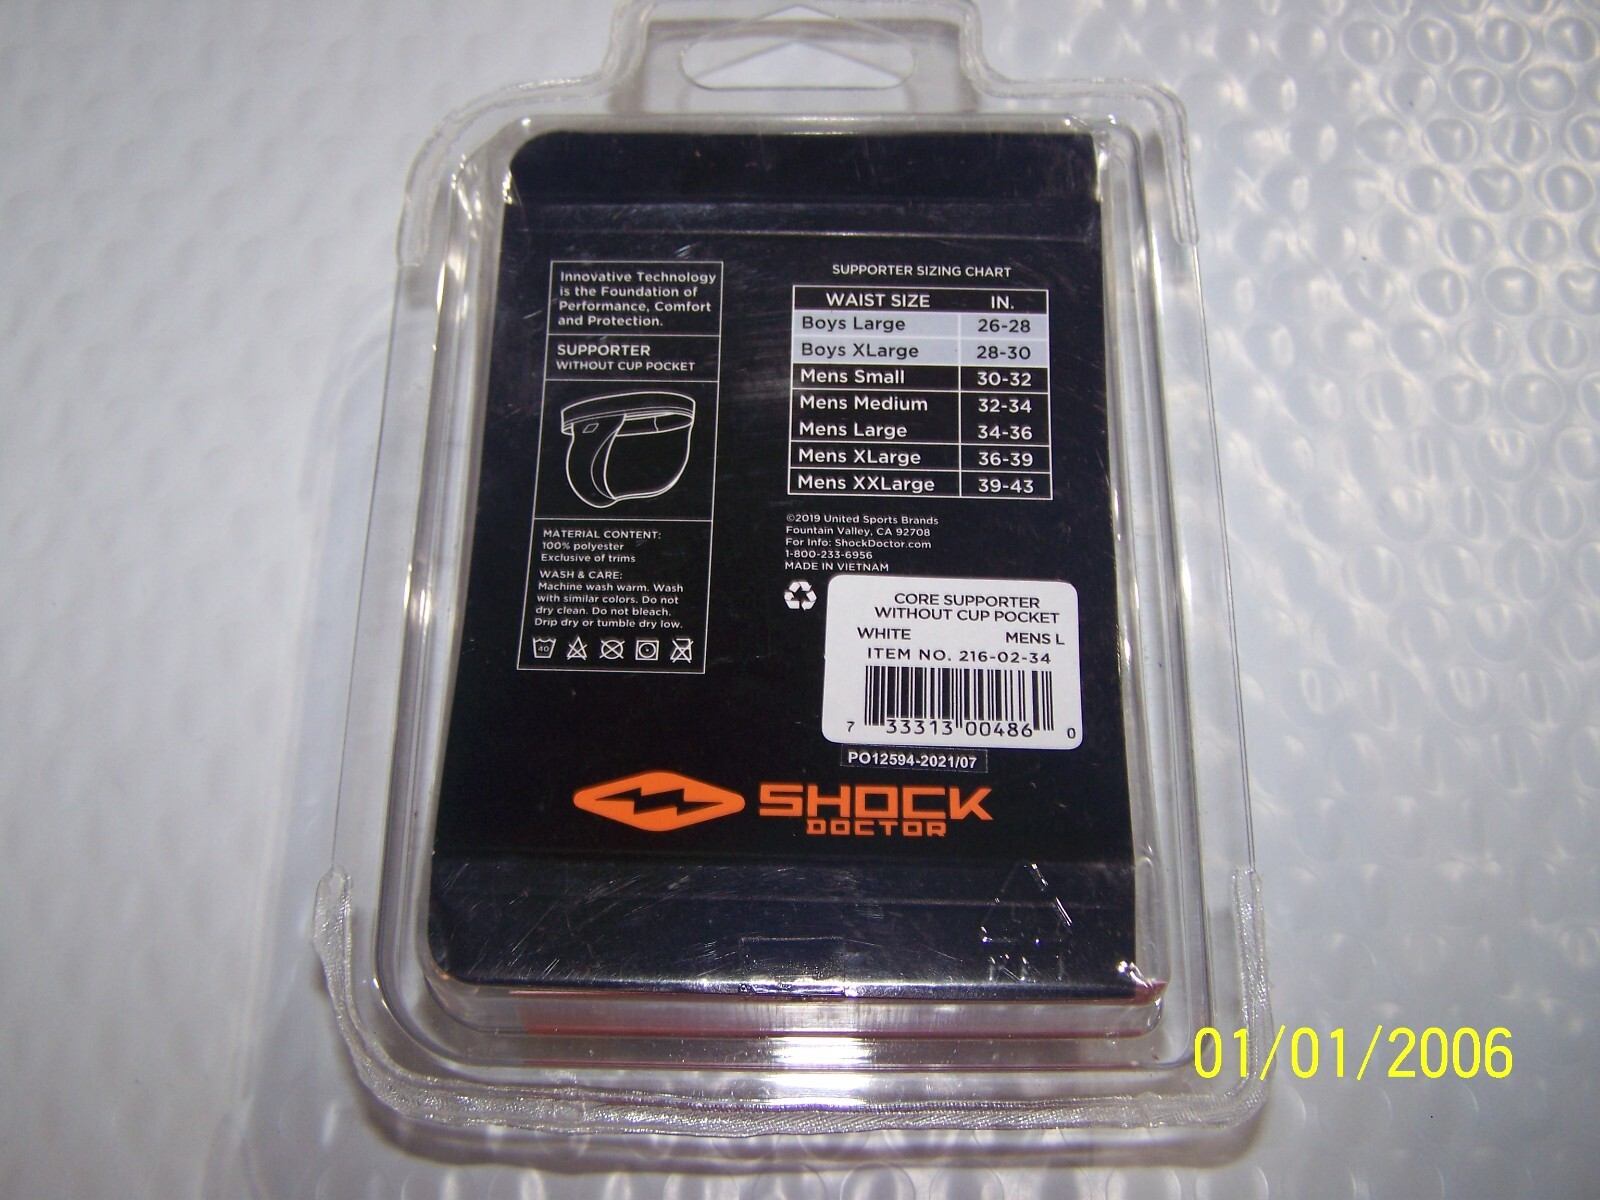 Innovative Technology
is the Foundation of
Performance, Comfort
and Protection.
SUPPORTER
WITHOUT CUP POCKET
MATERIAL CONTENT:
100% polyester
Exclusive of trims
WASH & CARE:
Machine wash warm. Wash
with similar colors. Do not
dry clean. Do not bleach.
Drip dry or tumble dry low.
40
SUPPORTER SIZING CHART
WAIST SIZE IN.
Boys Large 26-28
Boys XLarge 28-30
Mens Small 30-32
Mens Medium 32-34
Mens Large 34-36
Mens XLarge 36-39
Mens XXLarge 39-43
©2019 United Sports Brands
Fountain Valley, CA 92708
For Info: ShockDoctor.com
1-800-233-6956
MADE IN VIETNAM
CORE SUPPORTER
WITHOUT CUP POCKET
WHITE MENS L
ITEM NO. 216-02-34
7 33313 00486 0
PO12594-2021/07
SHOCK
DOCTOR
01/01/2006